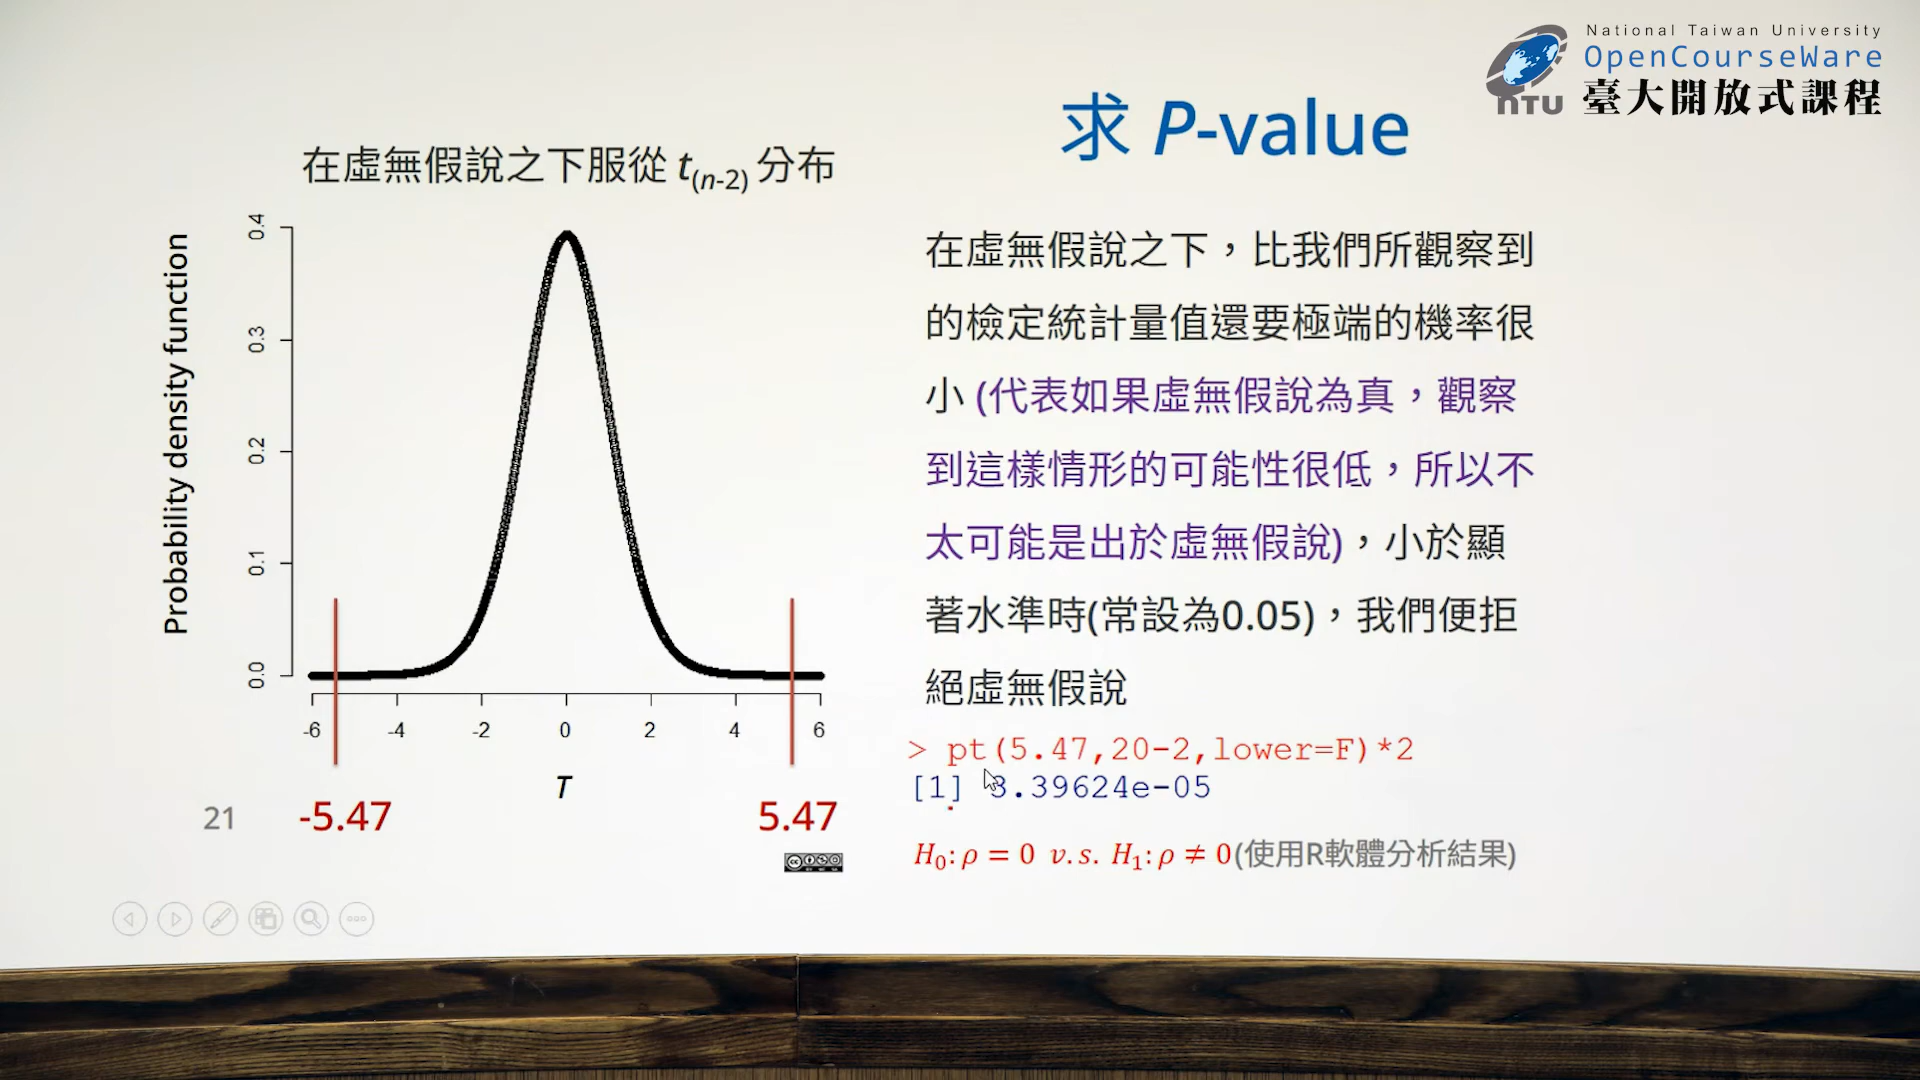 National Taiwan University
OpenCourseWare
臺大開放式課程
NTU
求 P-value
在虛無假說之下服從 t(n-2) 分布
Probability density function
0.4
0.3
0.2
0.1
0.0
-6 -4 -2 0 2 4 6
T
-5.47
5.47
21
在虛無假說之下，比我們所觀察到
的檢定統計量值還要極端的機率很
小 (代表如果虛無假說為真，觀察
到這樣情形的可能性很低，所以不
太可能是出於虛無假說)，小於顯
著水準時(常設為0.05)，我們便拒
絕虛無假說
> pt(5.47,20-2,lower=F)*2
[1] 3.39624e-05
H0: ρ = 0 v.s. H1: ρ ≠ 0(使用R軟體分析結果)